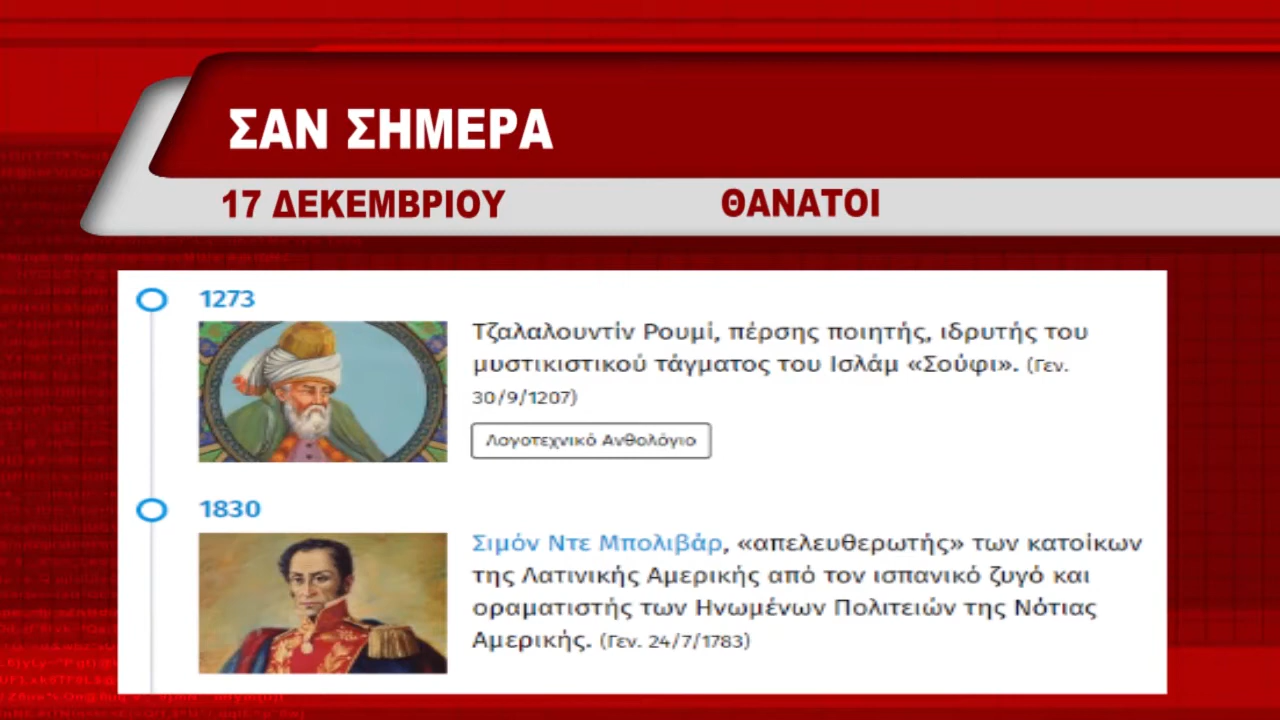 ΣΑΝ ΣΗΜΕΡΑ
17 ΔΕΚΕΜΒΡΙΟΥ ΘΑΝΑΤΟΙ
1273
Τζαλαλουντίν Ρουμί, πέρσης ποιητής, ιδρυτής του
μυστικιστικού τάγματος του Ισλάμ «Σούφι». (Γεν.
30/9/1207)
Λογοτεχνικό Ανθολόγιο
1830
Σιμόν Ντε Μπολιβάρ, «απελευθερωτής» των κατοίκων
της Λατινικής Αμερικής από τον ισπανικό ζυγό και
οραματιστής των Ηνωμένων Πολιτειών της Νότιας
Αμερικής. (Γεν. 24/7/1783)